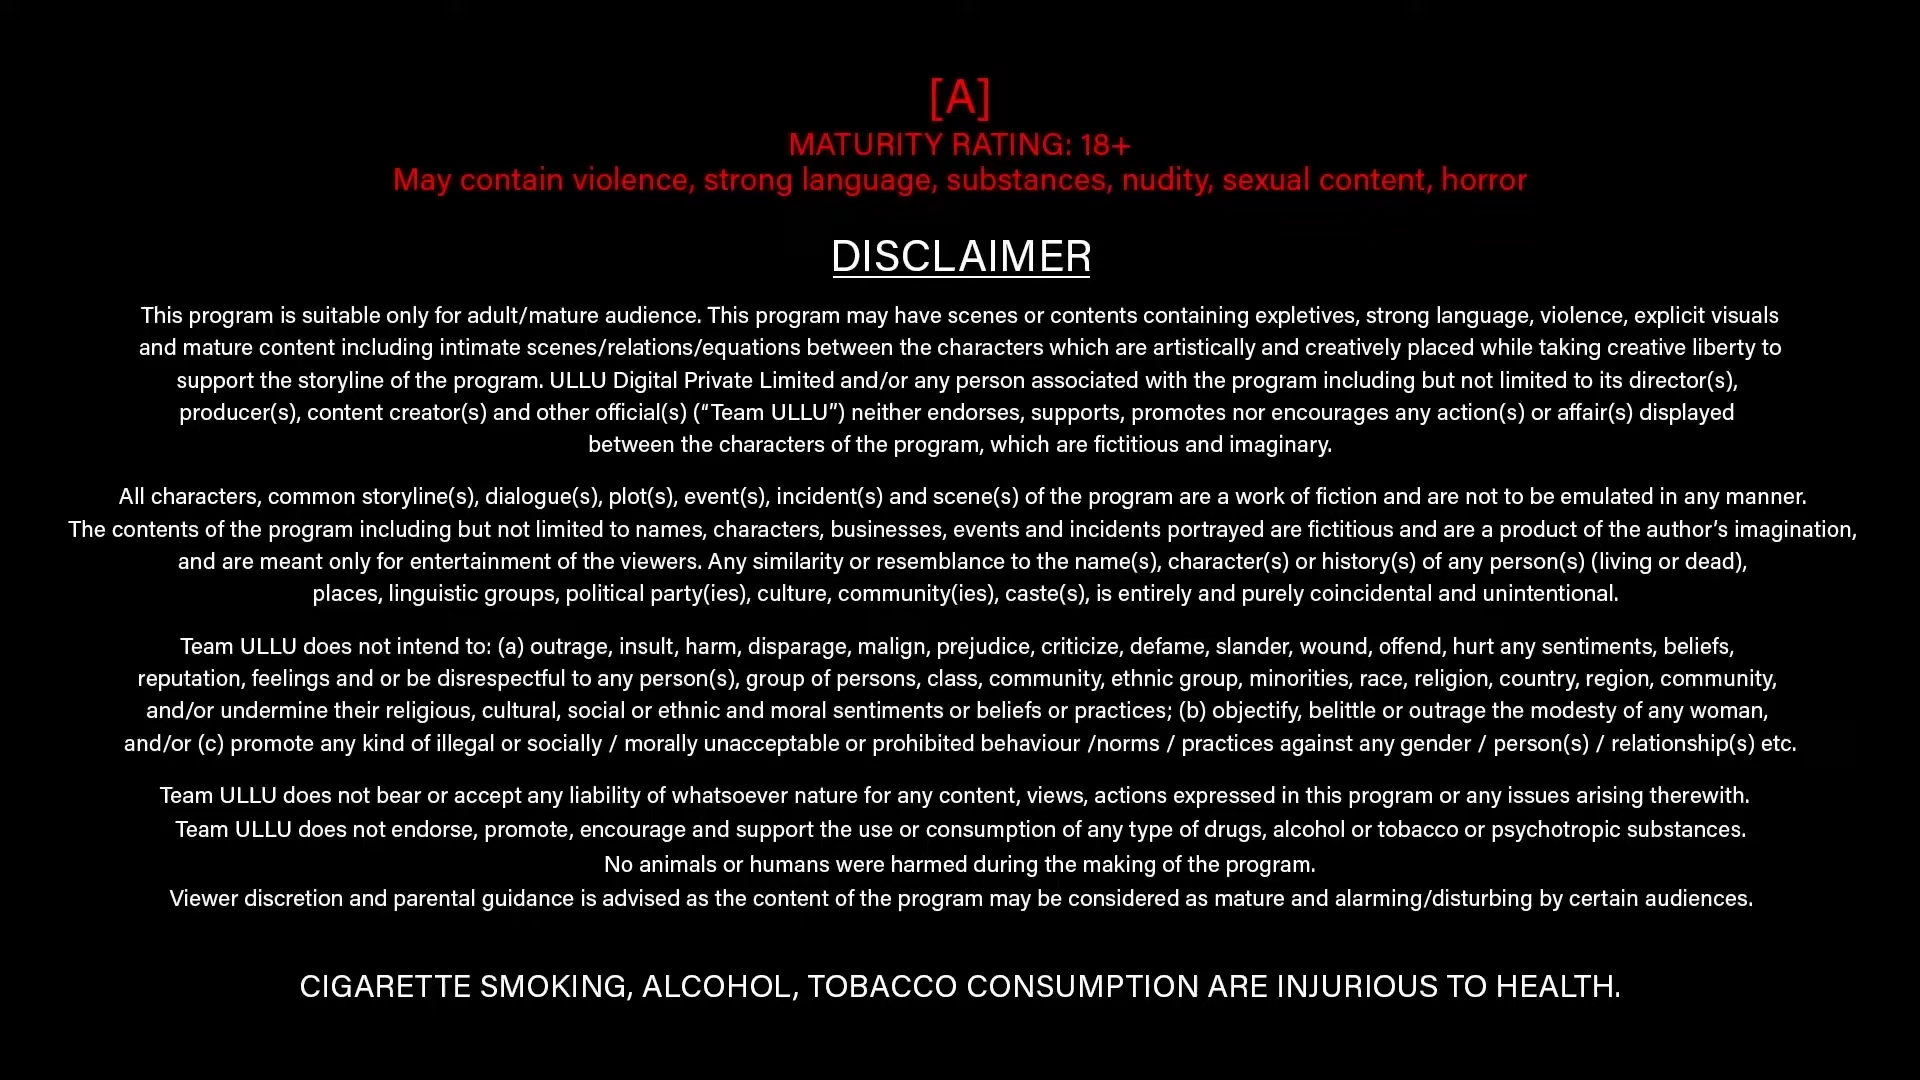 [A]
MATURITY RATING: 18+
May contain violence, strong language, substances, nudity, sexual content, horror
DISCLAIMER
This program is suitable only for adult/mature audience. This program may have scenes or contents containing expletives, strong language, violence, explicit visuals
and mature content including intimate scenes/relations/equations between the characters which are artistically and creatively placed while taking creative liberty to
support the storyline of the program. ULLU Digital Private Limited and/or any person associated with the program including but not limited to its director(s),
producer(s), content creator(s) and other official(s) (“Team ULLU”) neither endorses, supports, promotes nor encourages any action(s) or affair(s) displayed
between the characters of the program, which are fictitious and imaginary.
All characters, common storyline(s), dialogue(s), plot(s), event(s), incident(s) and scene(s) of the program are a work of fiction and are not to be emulated in any manner.
The contents of the program including but not limited to names, characters, businesses, events and incidents portrayed are fictitious and are a product of the author’s imagination,
and are meant only for entertainment of the viewers. Any similarity or resemblance to the name(s), character(s) or history(s) of any person(s) (living or dead),
places, linguistic groups, political party(ies), culture, community(ies), caste(s), is entirely and purely coincidental and unintentional.
Team ULLU does not intend to: (a) outrage, insult, harm, disparage, malign, prejudice, criticize, defame, slander, wound, offend, hurt any sentiments, beliefs,
reputation, feelings and or be disrespectful to any person(s), group of persons, class, community, ethnic group, minorities, race, religion, country, region, community,
and/or undermine their religious, cultural, social or ethnic and moral sentiments or beliefs or practices; (b) objectify, belittle or outrage the modesty of any woman,
and/or (c) promote any kind of illegal or socially / morally unacceptable or prohibited behaviour /norms / practices against any gender / person(s) / relationship(s) etc.
Team ULLU does not bear or accept any liability of whatsoever nature for any content, views, actions expressed in this program or any issues arising therewith.
Team ULLU does not endorse, promote, encourage and support the use or consumption of any type of drugs, alcohol or tobacco or psychotropic substances.
No animals or humans were harmed during the making of the program.
Viewer discretion and parental guidance is advised as the content of the program may be considered as mature and alarming/disturbing by certain audiences.
CIGARETTE SMOKING, ALCOHOL, TOBACCO CONSUMPTION ARE INJURIOUS TO HEALTH.